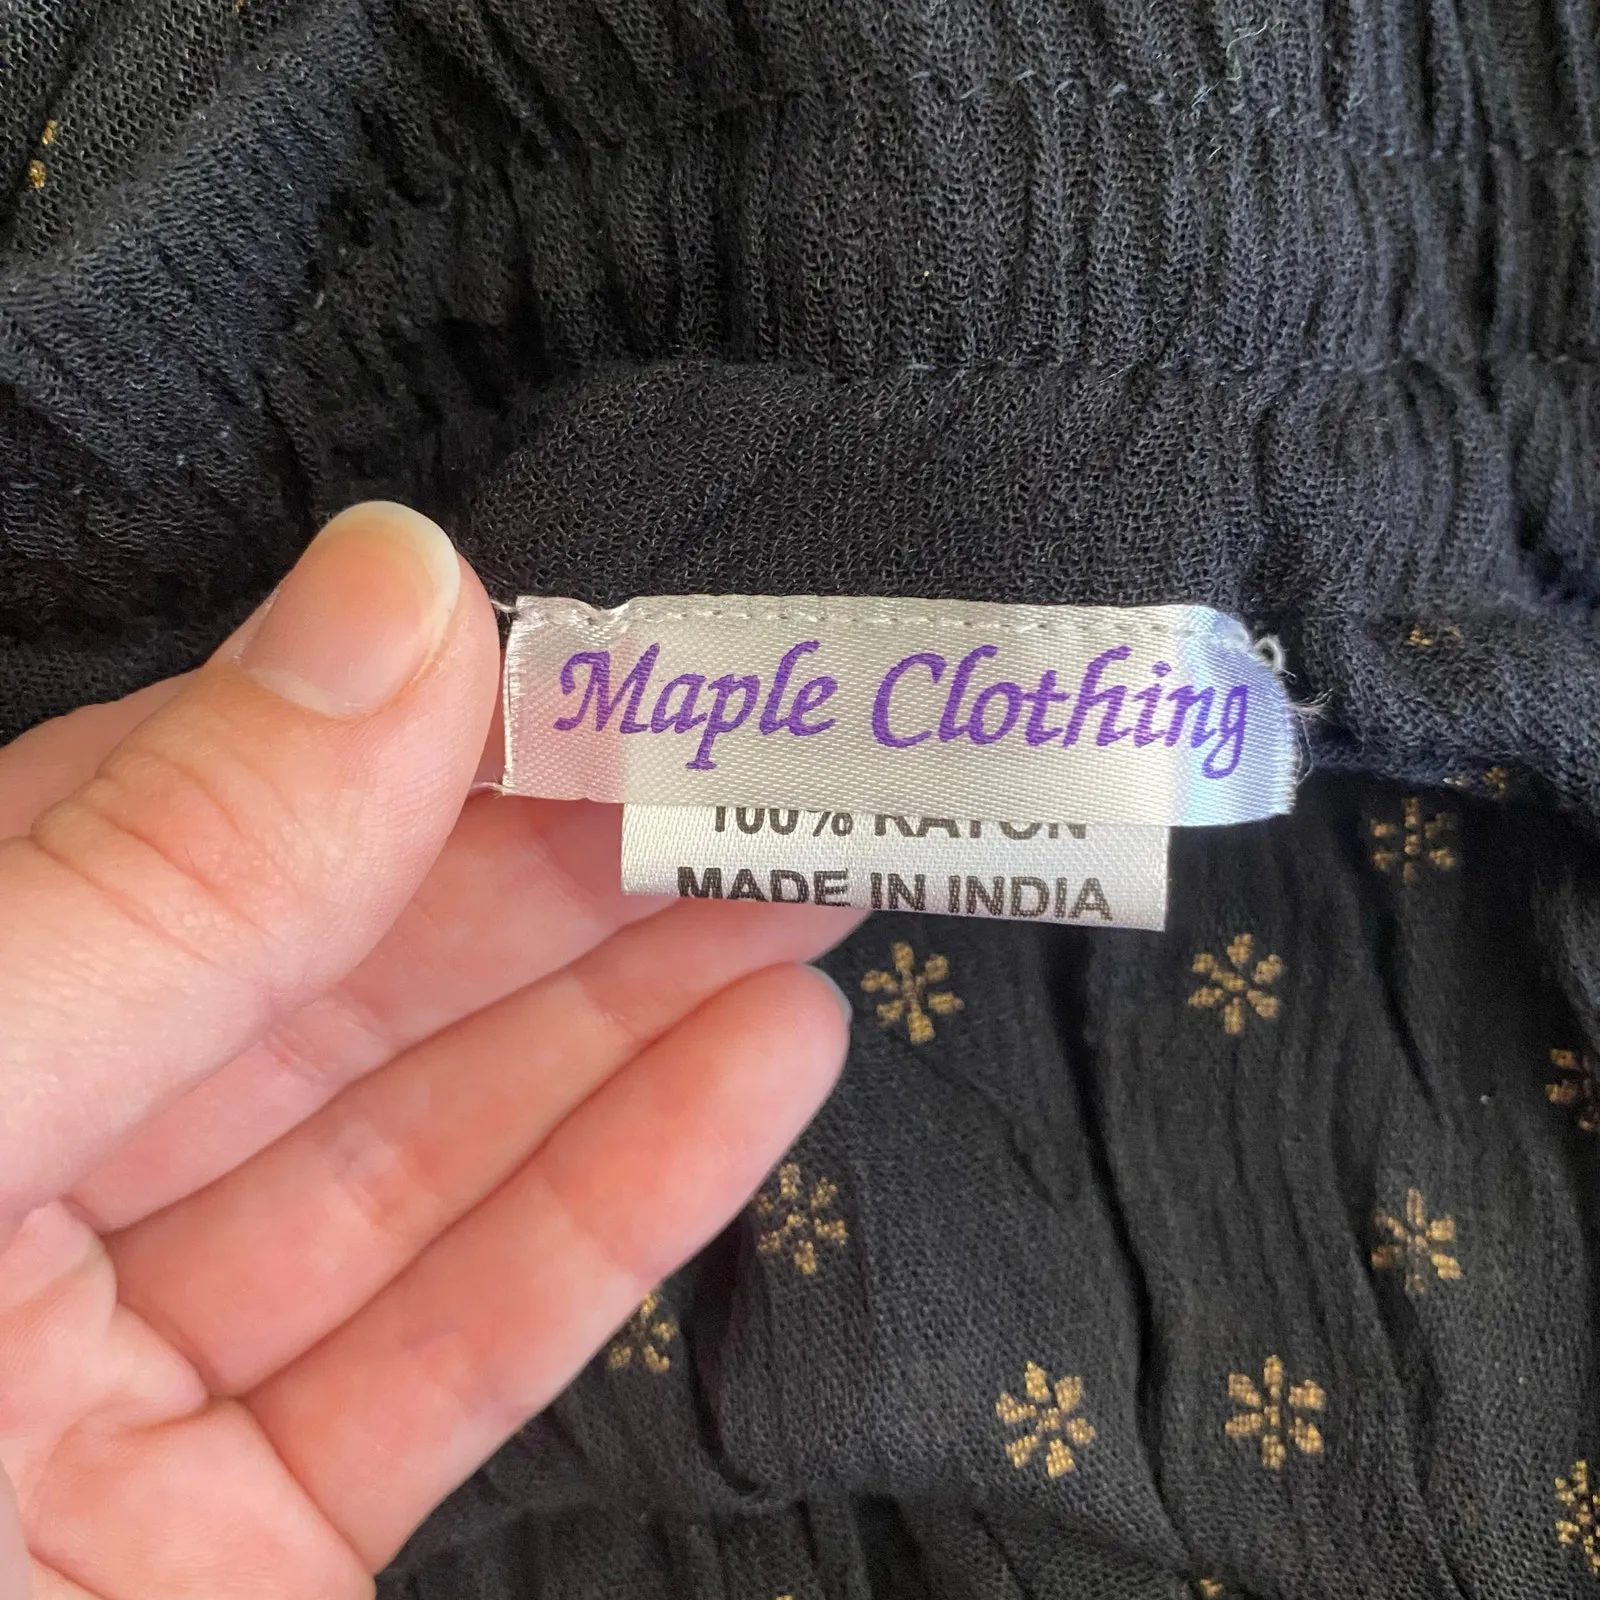 Maple Clothing
100% RAYON
MADE IN INDIA